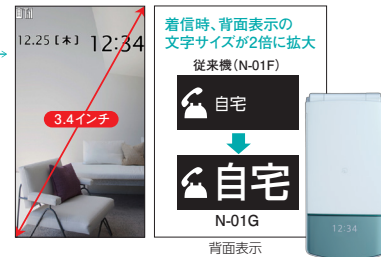 12.25 [木] 12:34
3.4インチ
着信時、背面表示の
文字サイズが2倍に拡大
従来機(N-01F)
自宅
自宅
N-01G
背面表示
12:34